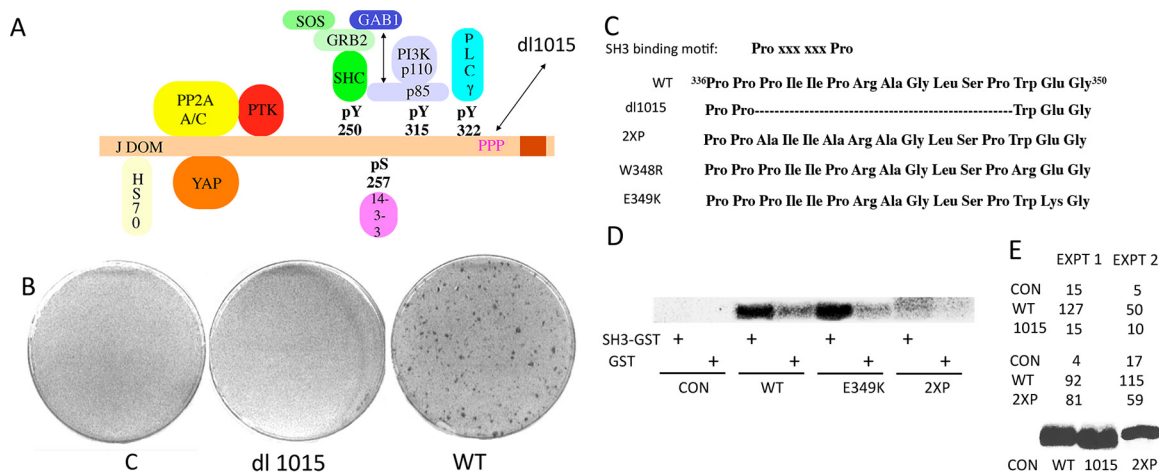 A
SOS
GAB1
GRB2
SHC
PI3K
p110
p85
P
L
C
γ
dl1015
PP2A
A/C
PTK
pY
250
pY
315
pY
322
J DOM
PPP
H
S7
0
YAP
pS
257
14-
3-
3
B
C
dl 1015
WT
C
SH3 binding motif: Pro xxx xxx Pro
WT 336Pro Pro Pro Ile Ile Pro Arg Ala Gly Leu Ser Pro Trp Glu Gly350
dl1015 Pro Pro------------------------------------Trp Glu Gly
2XP Pro Pro Ala Ile Ile Ala Arg Ala Gly Leu Ser Pro Trp Glu Gly
W348R Pro Pro Pro Ile Ile Pro Arg Ala Gly Leu Ser Pro Arg Glu Gly
E349K Pro Pro Pro Ile Ile Pro Arg Ala Gly Leu Ser Pro Trp Lys Gly
D
SH3-GST + + +
GST + + +
CON WT E349K 2XP
E
EXPT 1 EXPT 2
CON 15 5
WT 127 50
1015 15 10
CON 4 17
WT 92 115
2XP 81 59
CON WT 1015 2XP